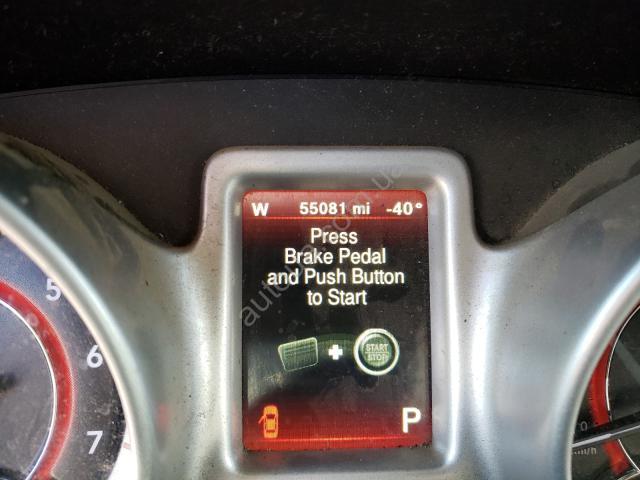 W 55081 mi -40°
Press
Brake Pedal
and Push Button
to Start
START
STOP
P
5
6
7